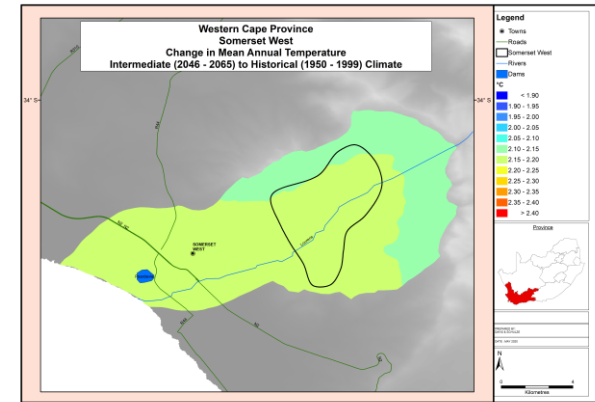 Western Cape Province
Somerset West
Change in Mean Annual Temperature
Intermediate (2046 - 2065) to Historical (1950 - 1999) Climate
34° S
34° S
SOMERSET
WEST
Legend
Towns
Roads
Somerset West
Rivers
Dams
°C
< 1.90
1.90 - 1.95
1.95 - 2.00
2.00 - 2.05
2.05 - 2.10
2.10 - 2.15
2.15 - 2.20
2.20 - 2.25
2.25 - 2.30
2.30 - 2.35
2.35 - 2.40
> 2.40
Province
N
0
4
Kilometres